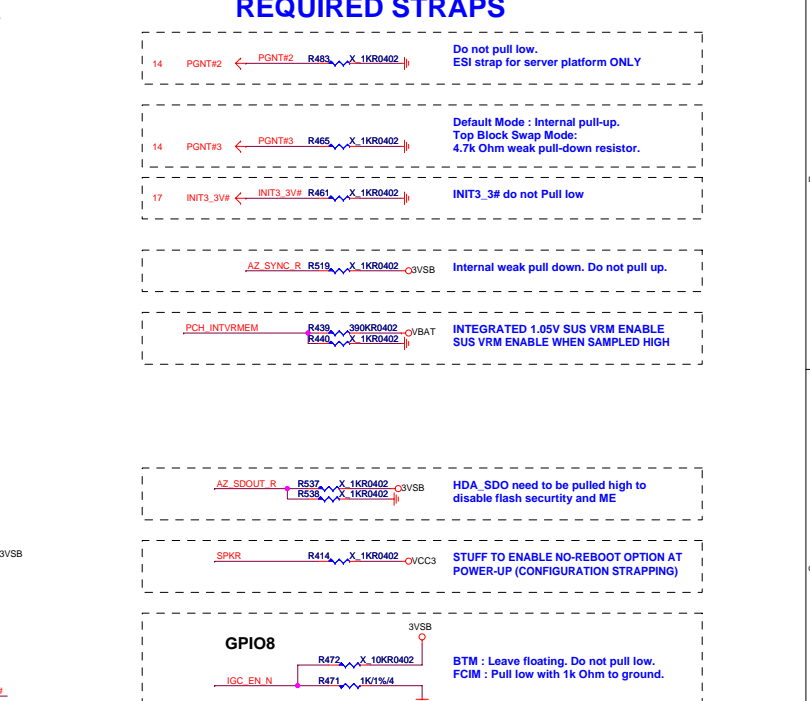 REQUIRED STRAPS
14 PGNT#2 PGNT#2 R483 X_1KR0402
Do not pull low.
ESI strap for server platform ONLY
14 PGNT#3 PGNT#3 R465 X_1KR0402
Default Mode : Internal pull-up.
Top Block Swap Mode:
4.7k Ohm weak pull-down resistor.
17 INIT3_3V# INIT3_3V# R461 X_1KR0402
INIT3_3# do not Pull low
AZ_SYNC_R R519 X_1KR0402 3VSB
Internal weak pull down. Do not pull up.
PCH_INTVRMEM R439 390KR0402 VBAT
R440 X_1KR0402
INTEGRATED 1.05V SUS VRM ENABLE
SUS VRM ENABLE WHEN SAMPLED HIGH
AZ_SDOUT_R R537 X_1KR0402 3VSB
R538 X_1KR0402
HDA_SDO need to be pulled high to
disable flash securtity and ME
3VSB
SPKR R414 X_1KR0402 VCC3
STUFF TO ENABLE NO-REBOOT OPTION AT
POWER-UP (CONFIGURATION STRAPPING)
3VSB
GPIO8
R472 X_10KR0402
IGC_EN_N R471 1K/1%/4
BTM : Leave floating. Do not pull low.
FCIM : Pull low with 1k Ohm to ground.